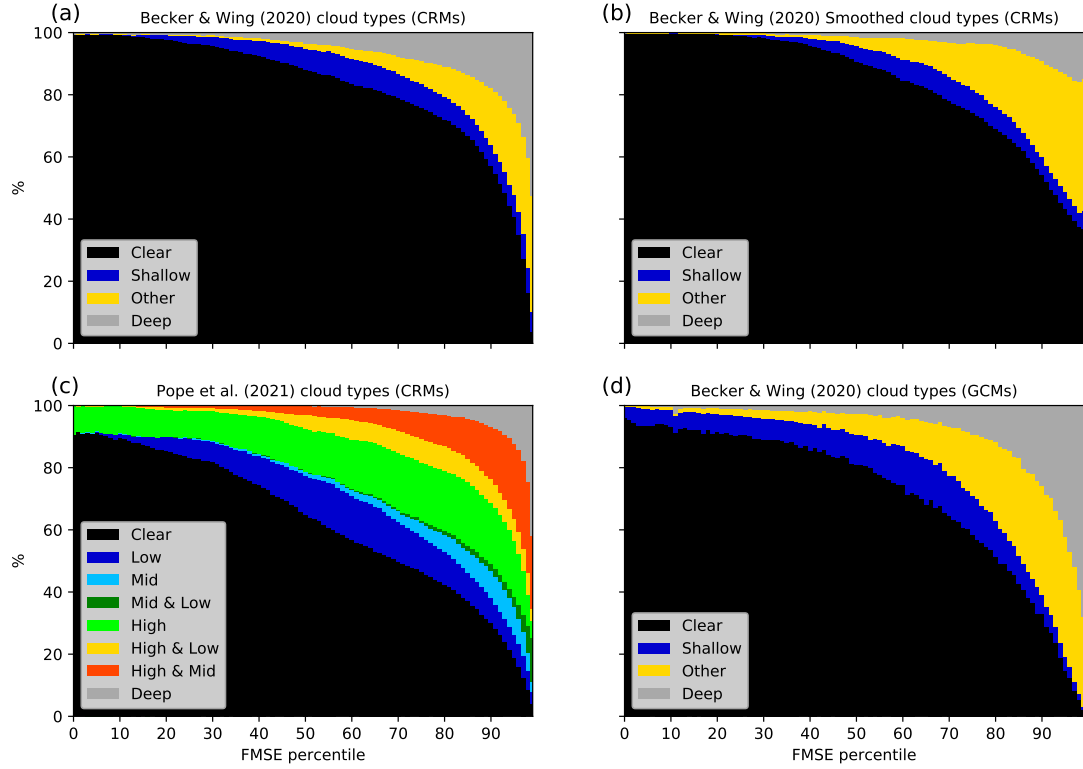 (a)
Becker & Wing (2020) cloud types (CRMs)
100
80
60
40
20
0
%
Clear
Shallow
Other
Deep
(b)
Becker & Wing (2020) Smoothed cloud types (CRMs)
Clear
Shallow
Other
Deep
(c)
Pope et al. (2021) cloud types (CRMs)
100
80
60
40
20
0
%
Clear
Low
Mid
Mid & Low
High
High & Low
High & Mid
Deep
0 10 20 30 40 50 60 70 80 90
FMSE percentile
(d)
Becker & Wing (2020) cloud types (GCMs)
Clear
Shallow
Other
Deep
0 10 20 30 40 50 60 70 80 90
FMSE percentile